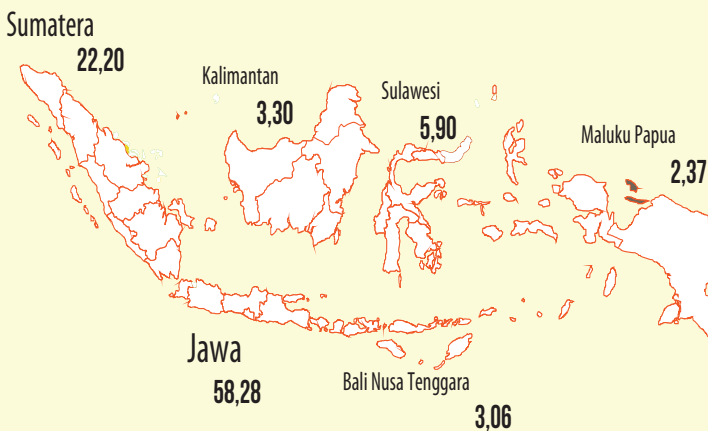 Sumatera
22,20
Kalimantan
3,30
Sulawesi
5,90
Maluku Papua
2,37
Jawa
58,28
Bali Nusa Tenggara
3,06